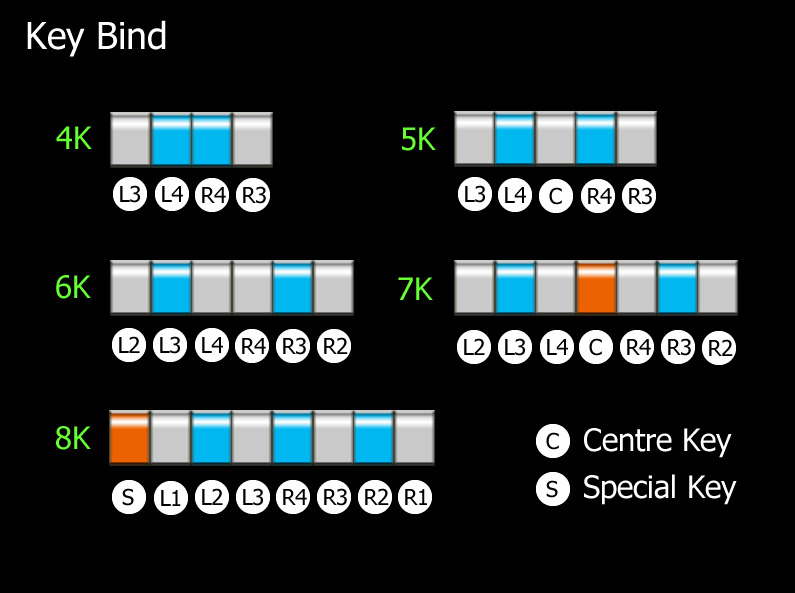 Key Bind
4K
L3 L4 R4 R3
5K
L3 L4 C R4 R3
6K
L2 L3 L4 R4 R3 R2
7K
L2 L3 L4 C R4 R3 R2
8K
S L1 L2 L3 R4 R3 R2 R1
C Centre Key
S Special Key